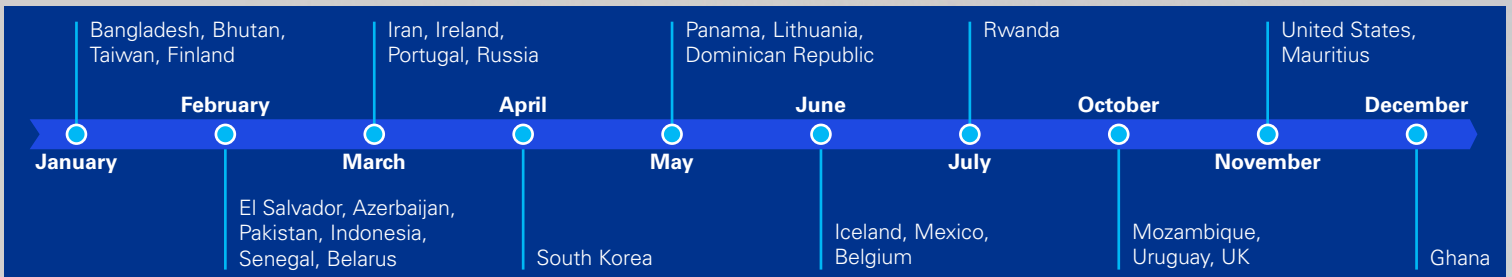 Bangladesh, Bhutan,
Taiwan, Finland
Iran, Ireland,
Portugal, Russia
Panama, Lithuania,
Dominican Republic
Rwanda
United States,
Mauritius
February
April
June
October
December
January
March
May
July
November
El Salvador, Azerbaijan,
Pakistan, Indonesia,
Senegal, Belarus
South Korea
Iceland, Mexico,
Belgium
Mozambique,
Uruguay, UK
Ghana